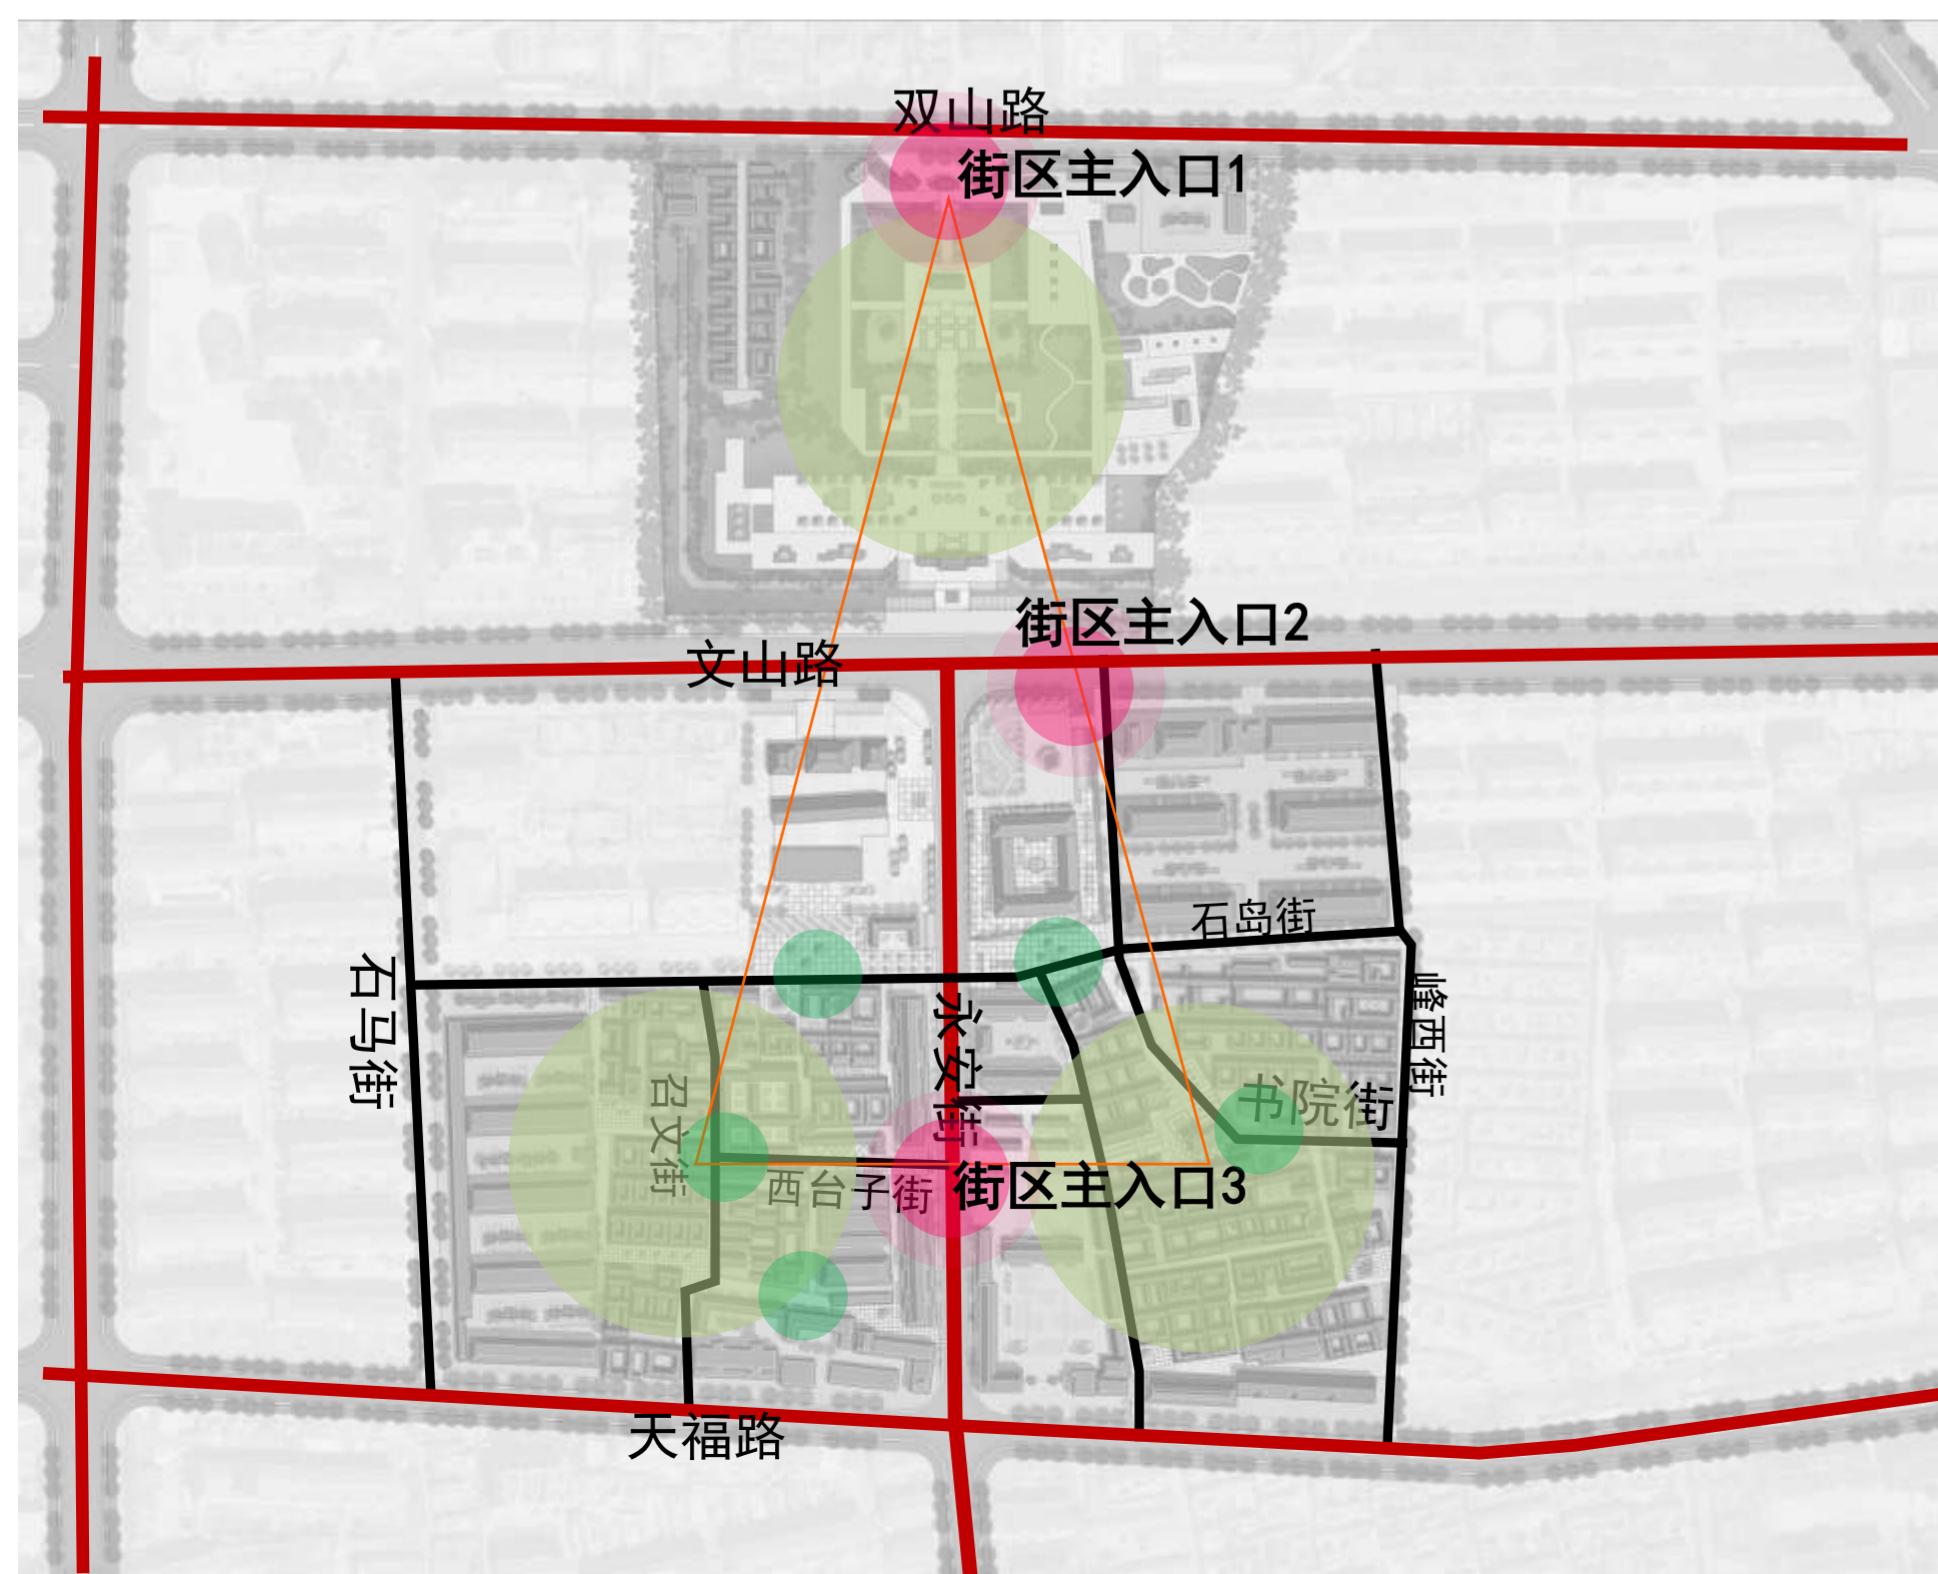 双山路
街区主入口1
街区主入口2
文山路
石岛街
石马街
永安街
峰西街
召文街
书院街
西台子街
街区主入口3
天福路